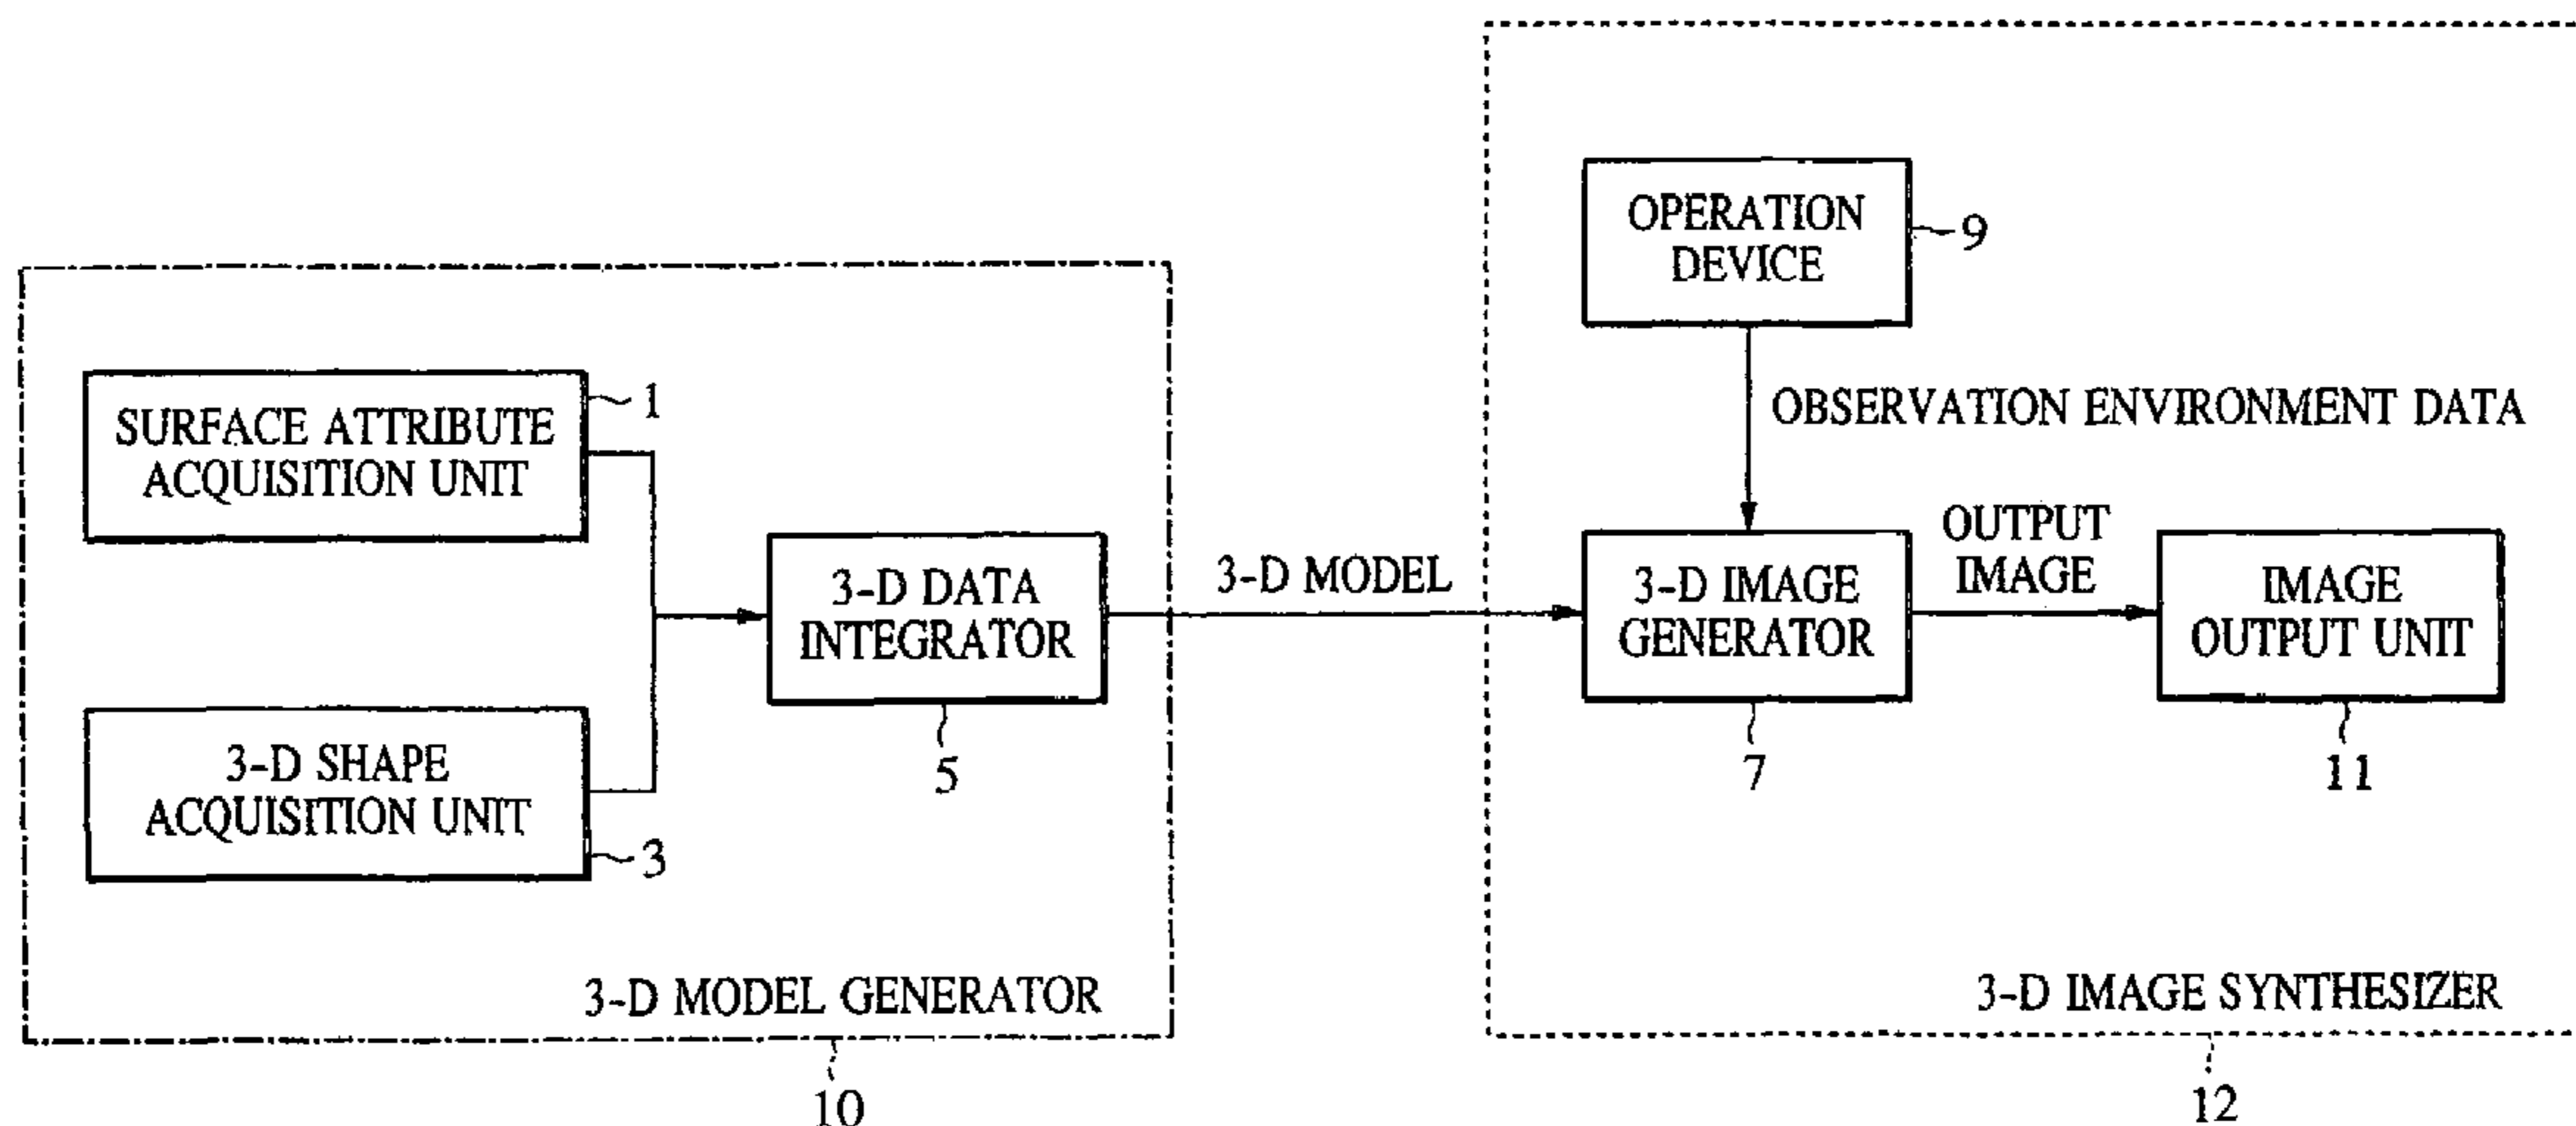 SURFACE ATTRIBUTE
ACQUISITION UNIT
1
3-D SHAPE
ACQUISITION UNIT
3
3-D DATA
INTEGRATOR
5
3-D MODEL GENERATOR
10
3-D MODEL
OPERATION
DEVICE
9
OBSERVATION ENVIRONMENT DATA
3-D IMAGE
GENERATOR
7
OUTPUT
IMAGE
IMAGE
OUTPUT UNIT
11
3-D IMAGE SYNTHESIZER
12